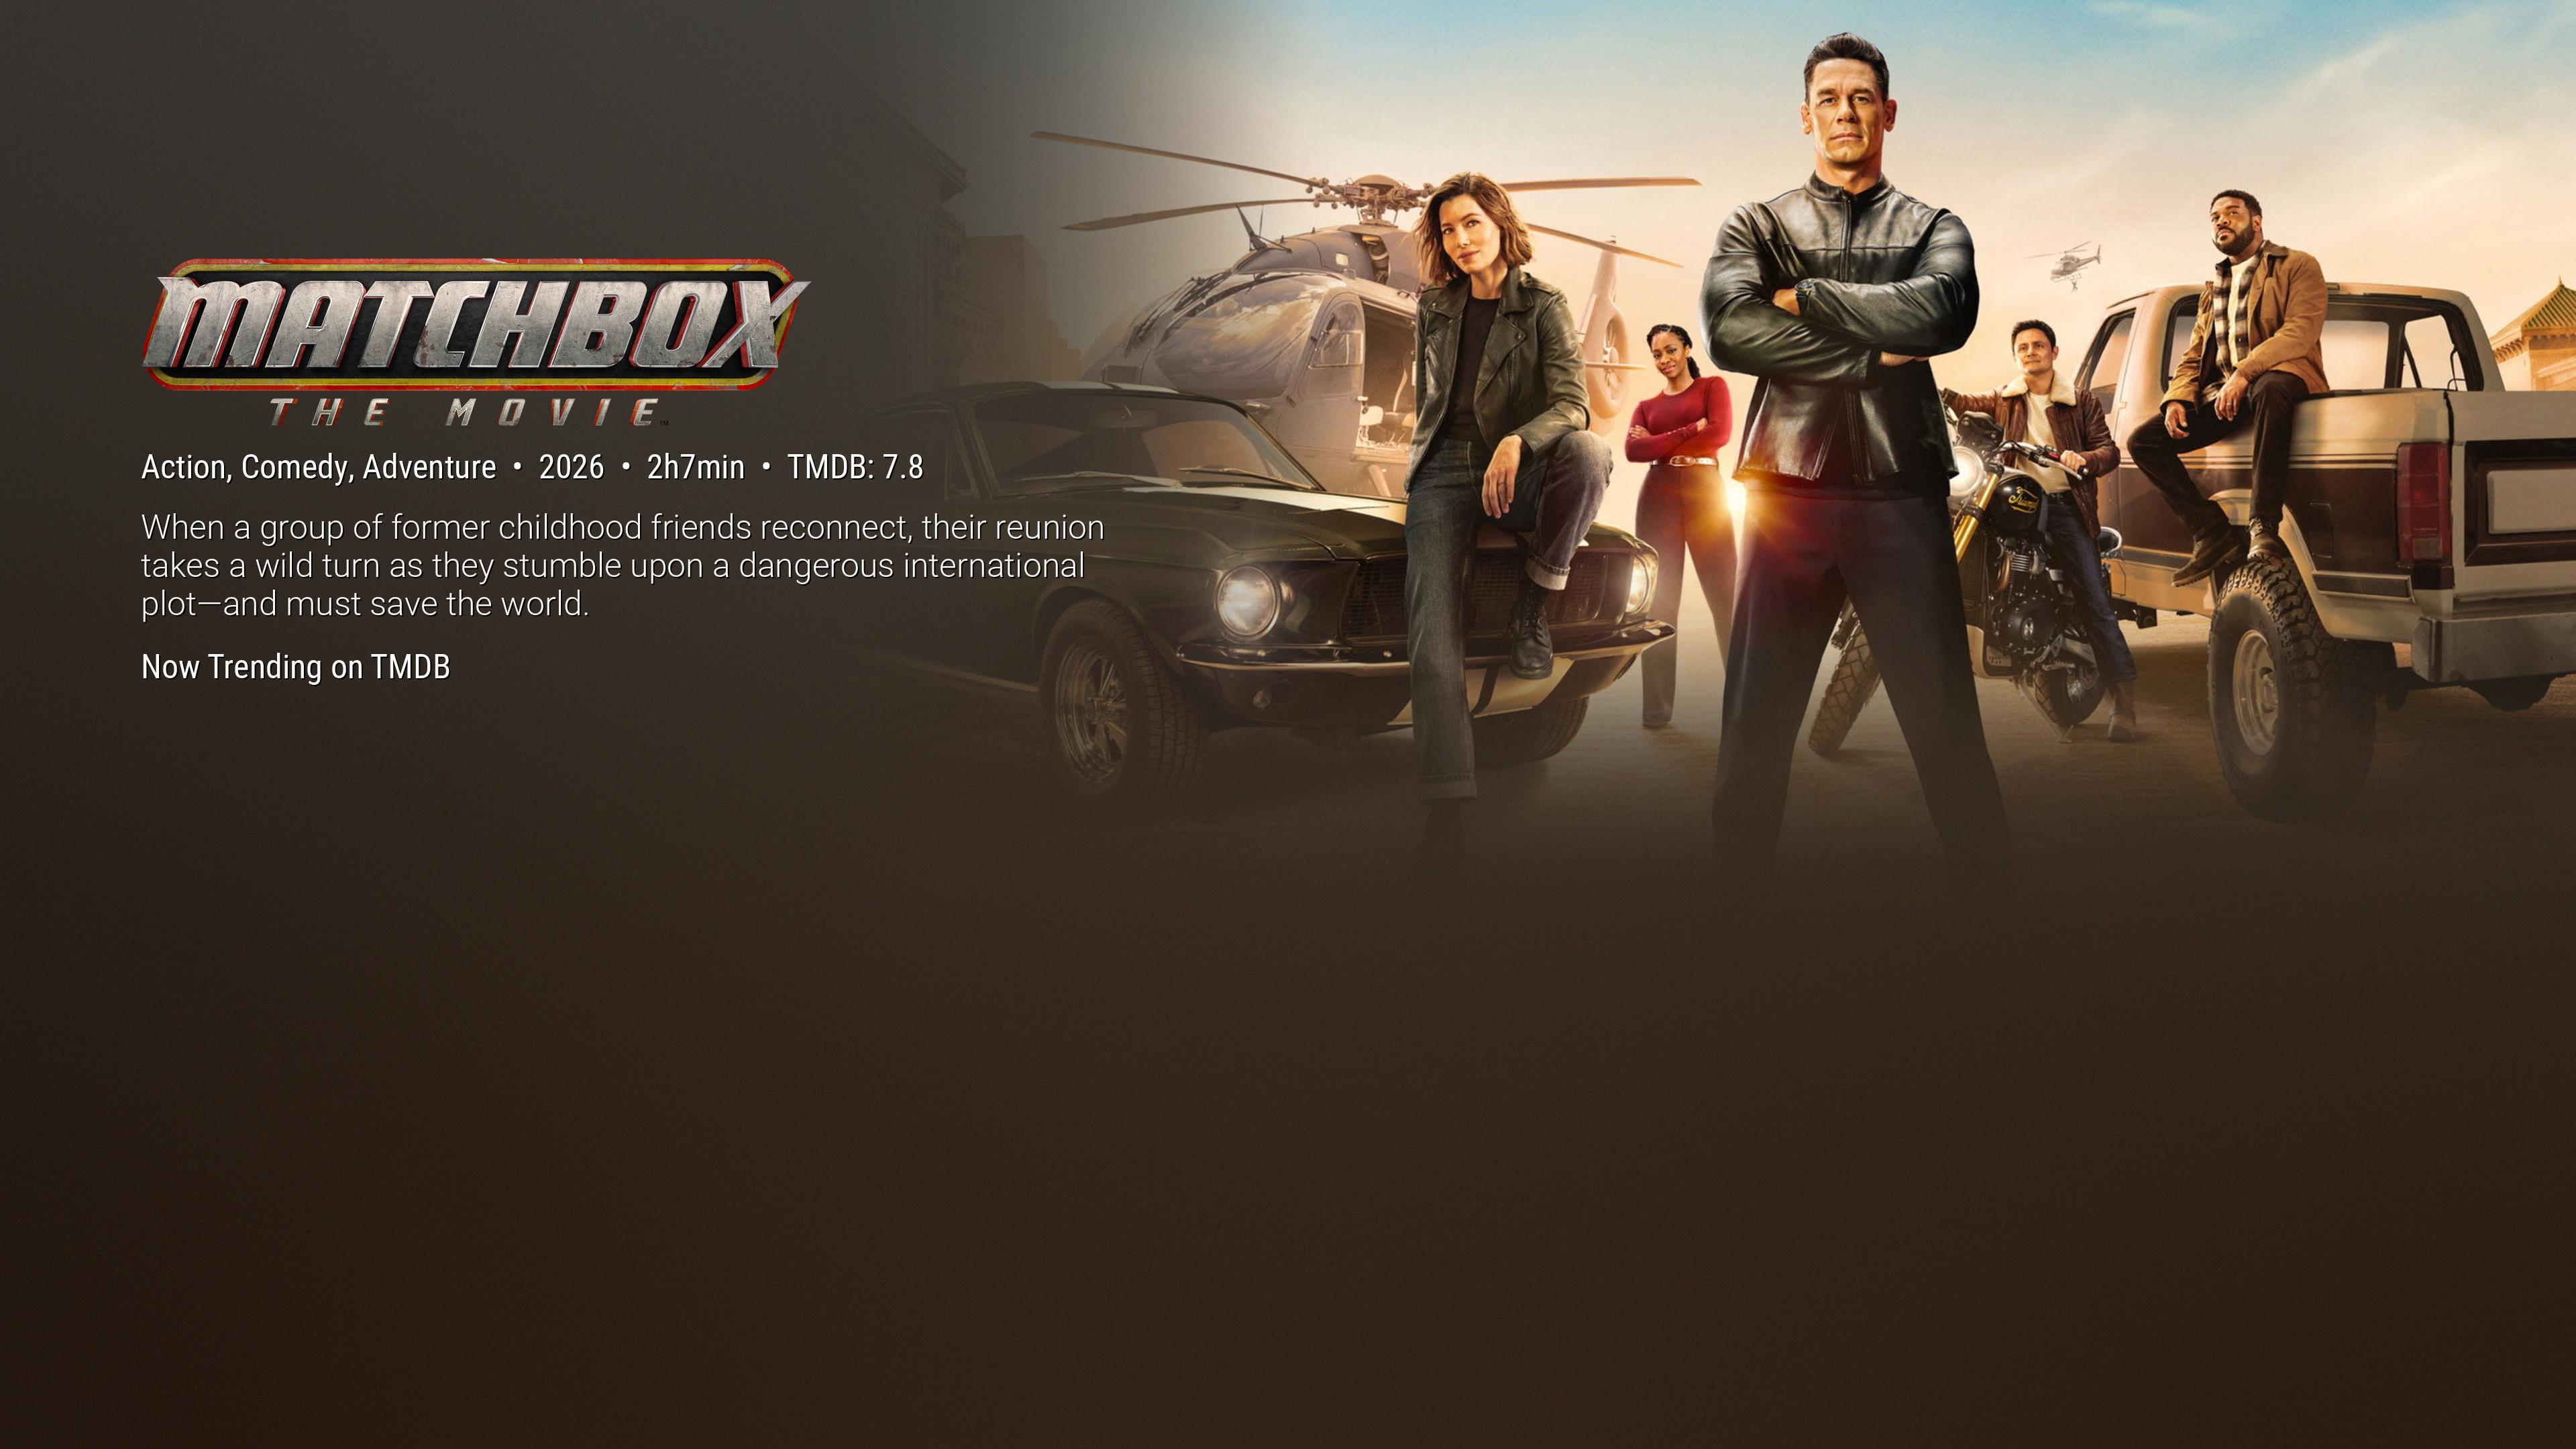 MATCHBOX
THE MOVIE™
Action, Comedy, Adventure • 2026 • 2h7min • TMDB: 7.8
When a group of former childhood friends reconnect, their reunion
takes a wild turn as they stumble upon a dangerous international
plot—and must save the world.
Now Trending on TMDB
Triumph